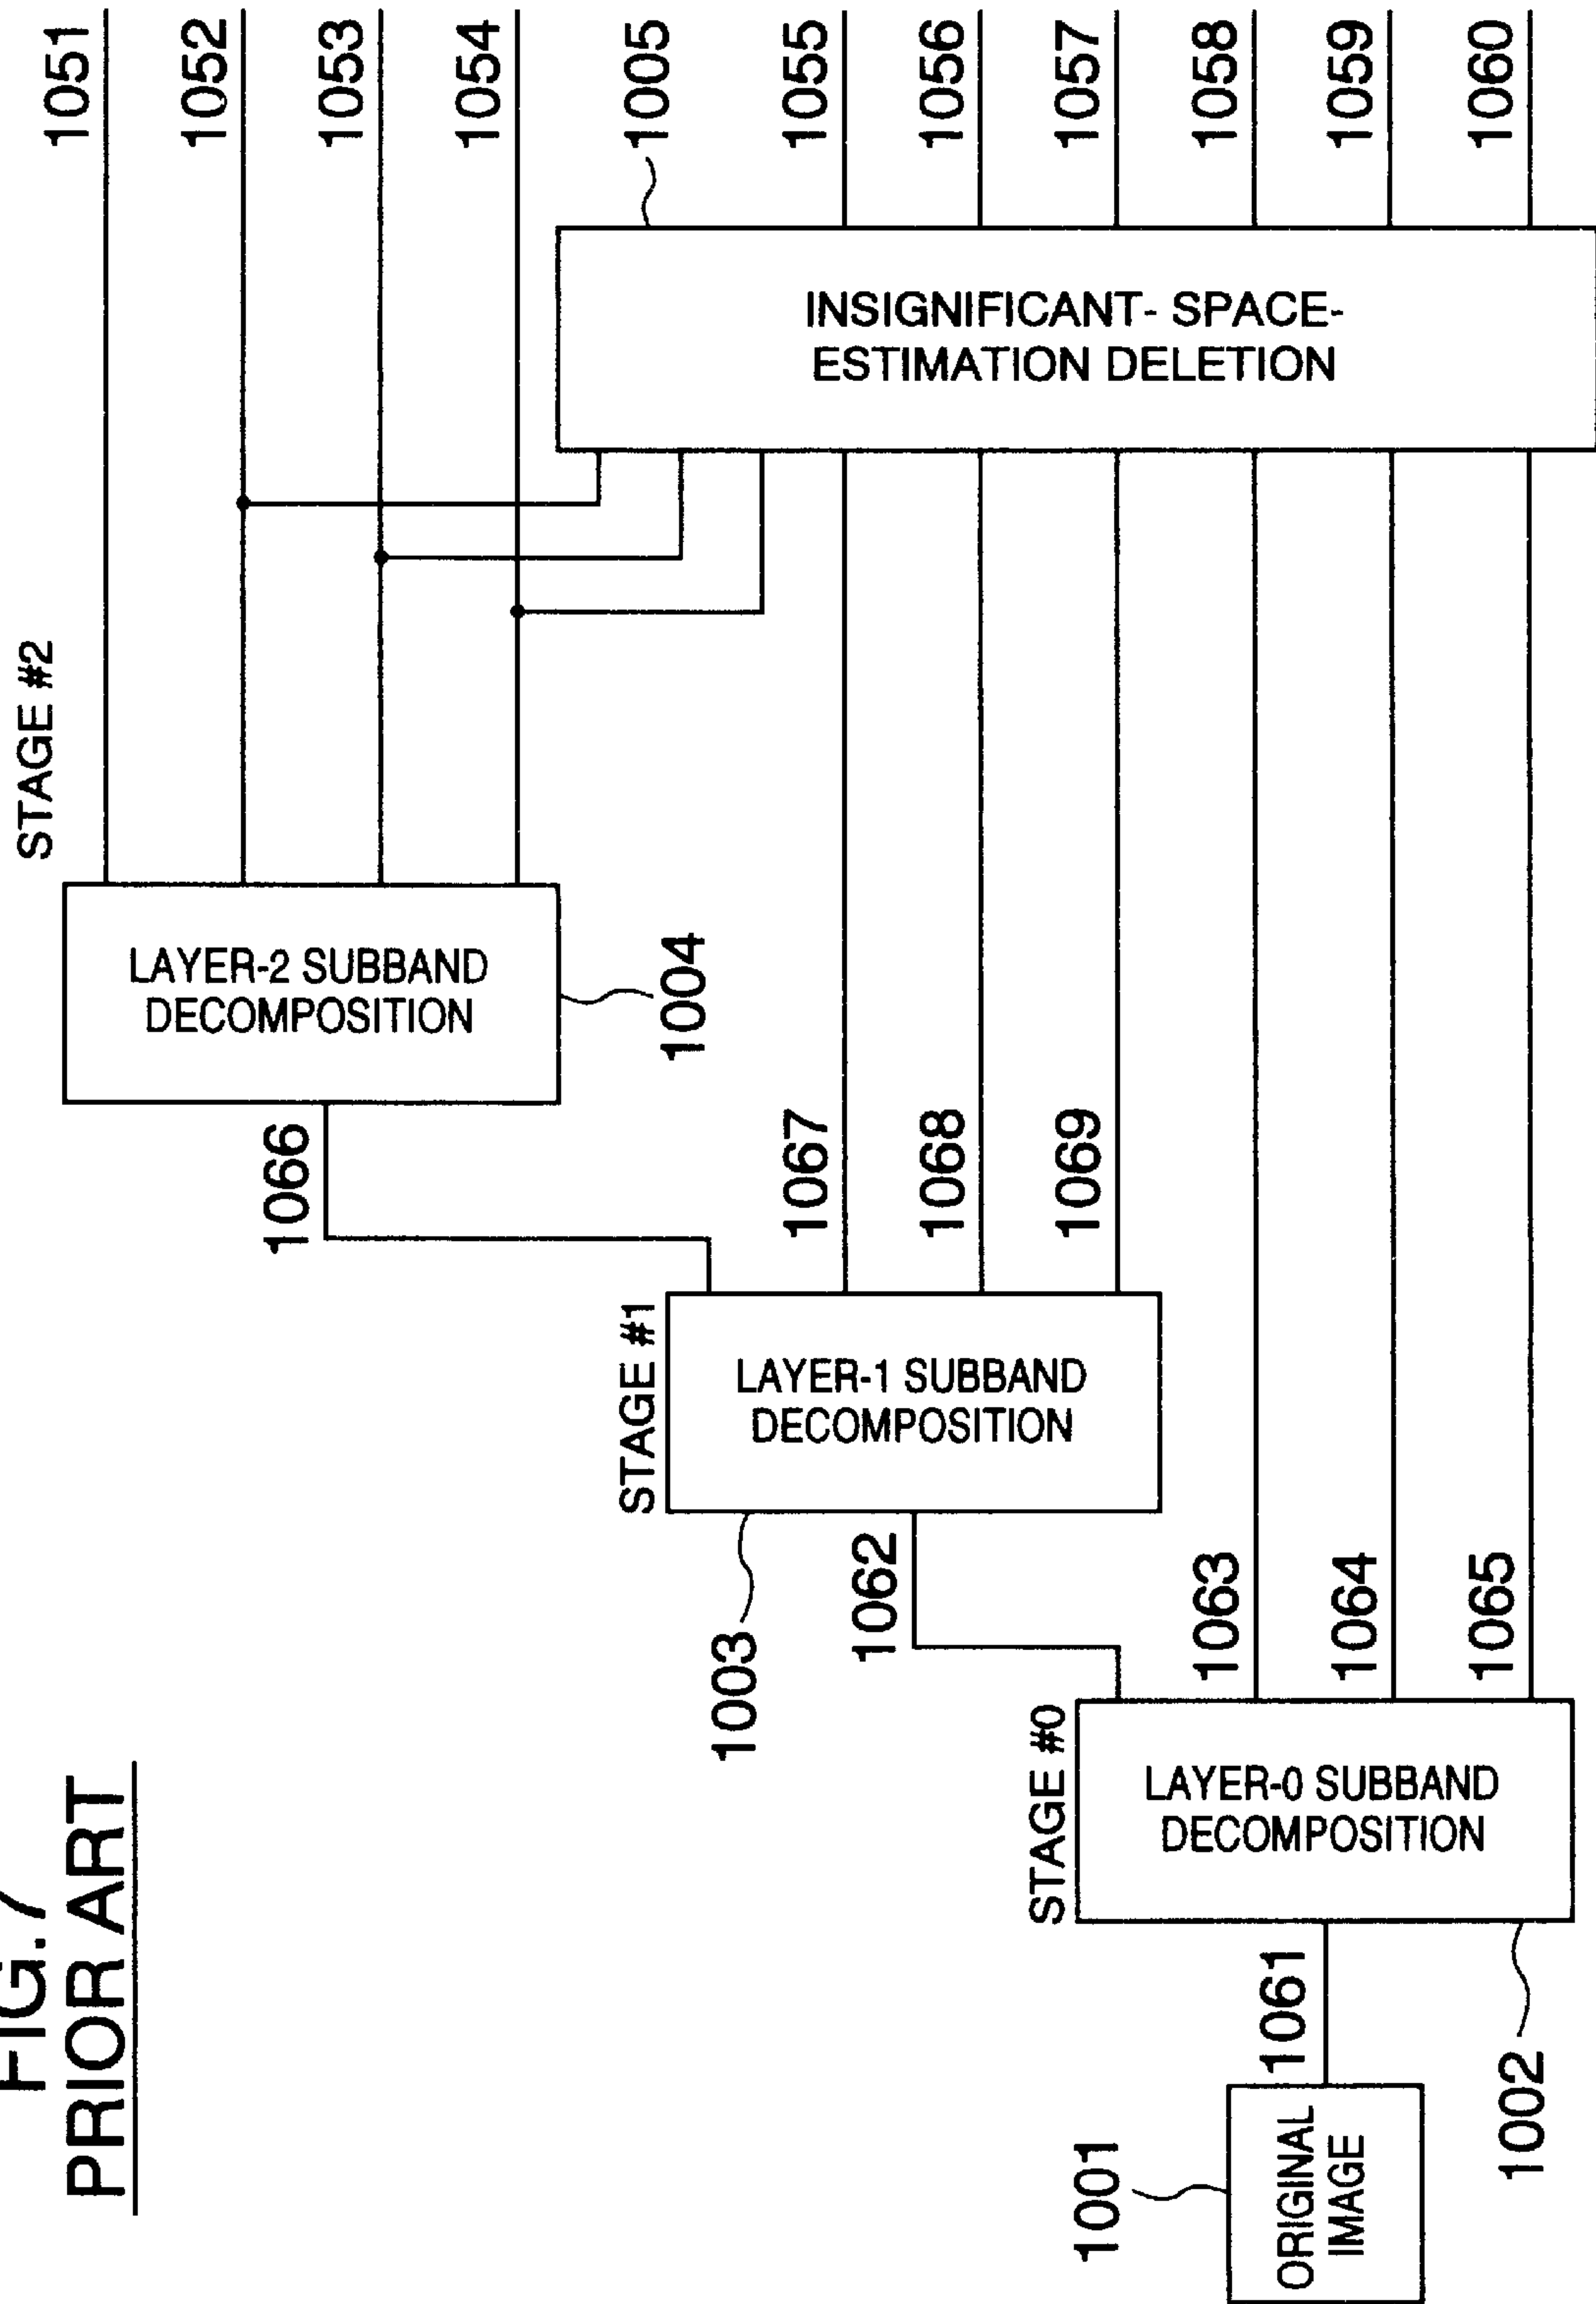 FIG.7
PRIOR ART
STAGE #2
1051
1052
1053
1054
1005
1055
1056
1057
1058
1059
1060
INSIGNIFICANT- SPACE-
ESTIMATION DELETION
LAYER-2 SUBBAND
DECOMPOSITION
1004
1066
1067
1068
1069
STAGE #1
LAYER-1 SUBBAND
DECOMPOSITION
1003
1062
1063
1064
1065
STAGE #0
LAYER-0 SUBBAND
DECOMPOSITION
1002
1061
1001
ORIGINAL
IMAGE